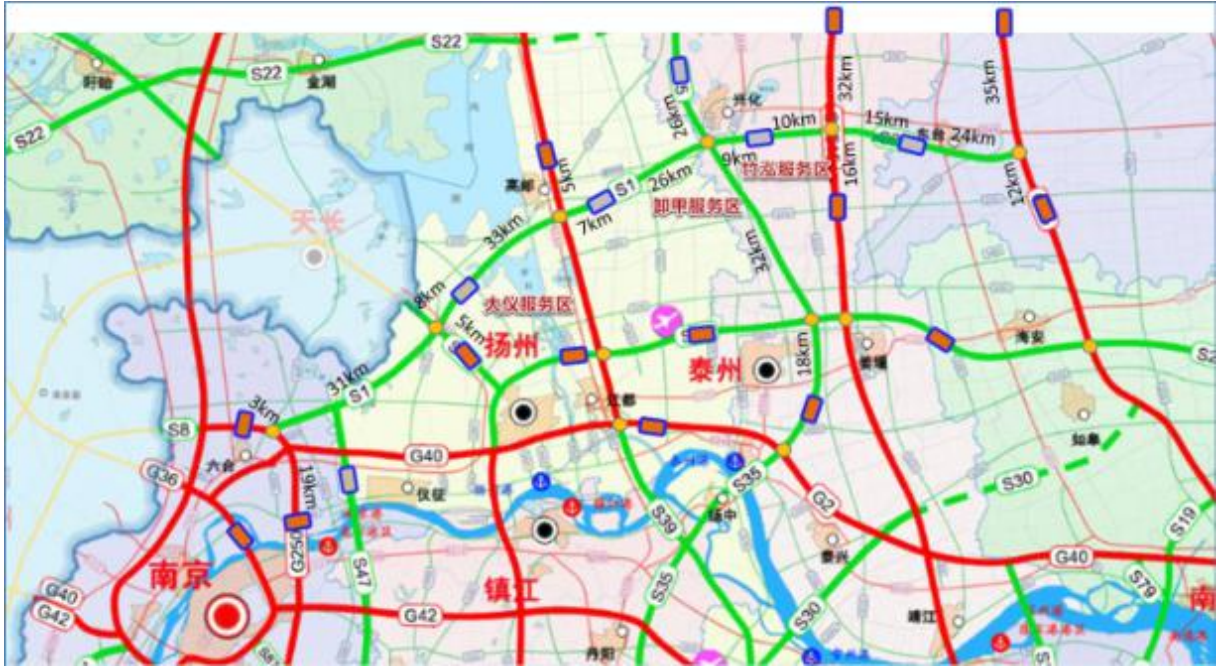 S22
S22
S22
盱眙
金湖
兴化
32km
35km
26km
10km
15km
东台
24km
9km
竹泓服务区
16km
12km
高邮
5km
S1
26km
7km
卸甲服务区
天长
33km
32km
8km
大仪服务区
5km
扬州
泰州
18km
姜堰
海安
31km
S1
3km
江都
S8
G40
六合
如皋
G36
19km
仪征
S35
扬中
S30
G2
S39
泰兴
S19
G250
南京
S47
镇江
S35
G40
G40
G42
G42
S30
S79
南
靖江
丹阳